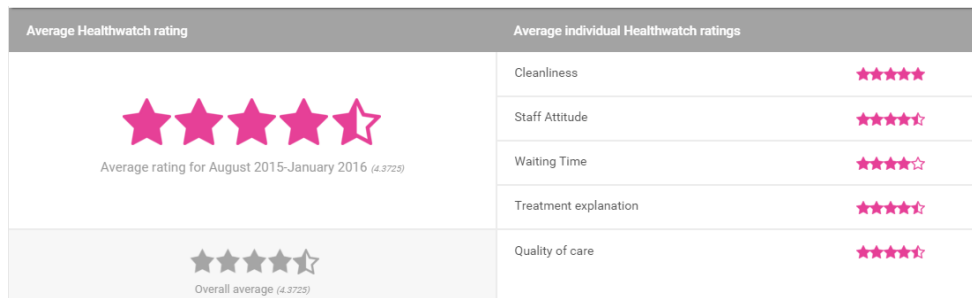 Average Healthwatch rating
Average individual Healthwatch ratings
Average rating for August 2015-January 2016 (4.3725)
Overall average (4.3725)
Cleanliness
Staff Attitude
Waiting Time
Treatment explanation
Quality of care